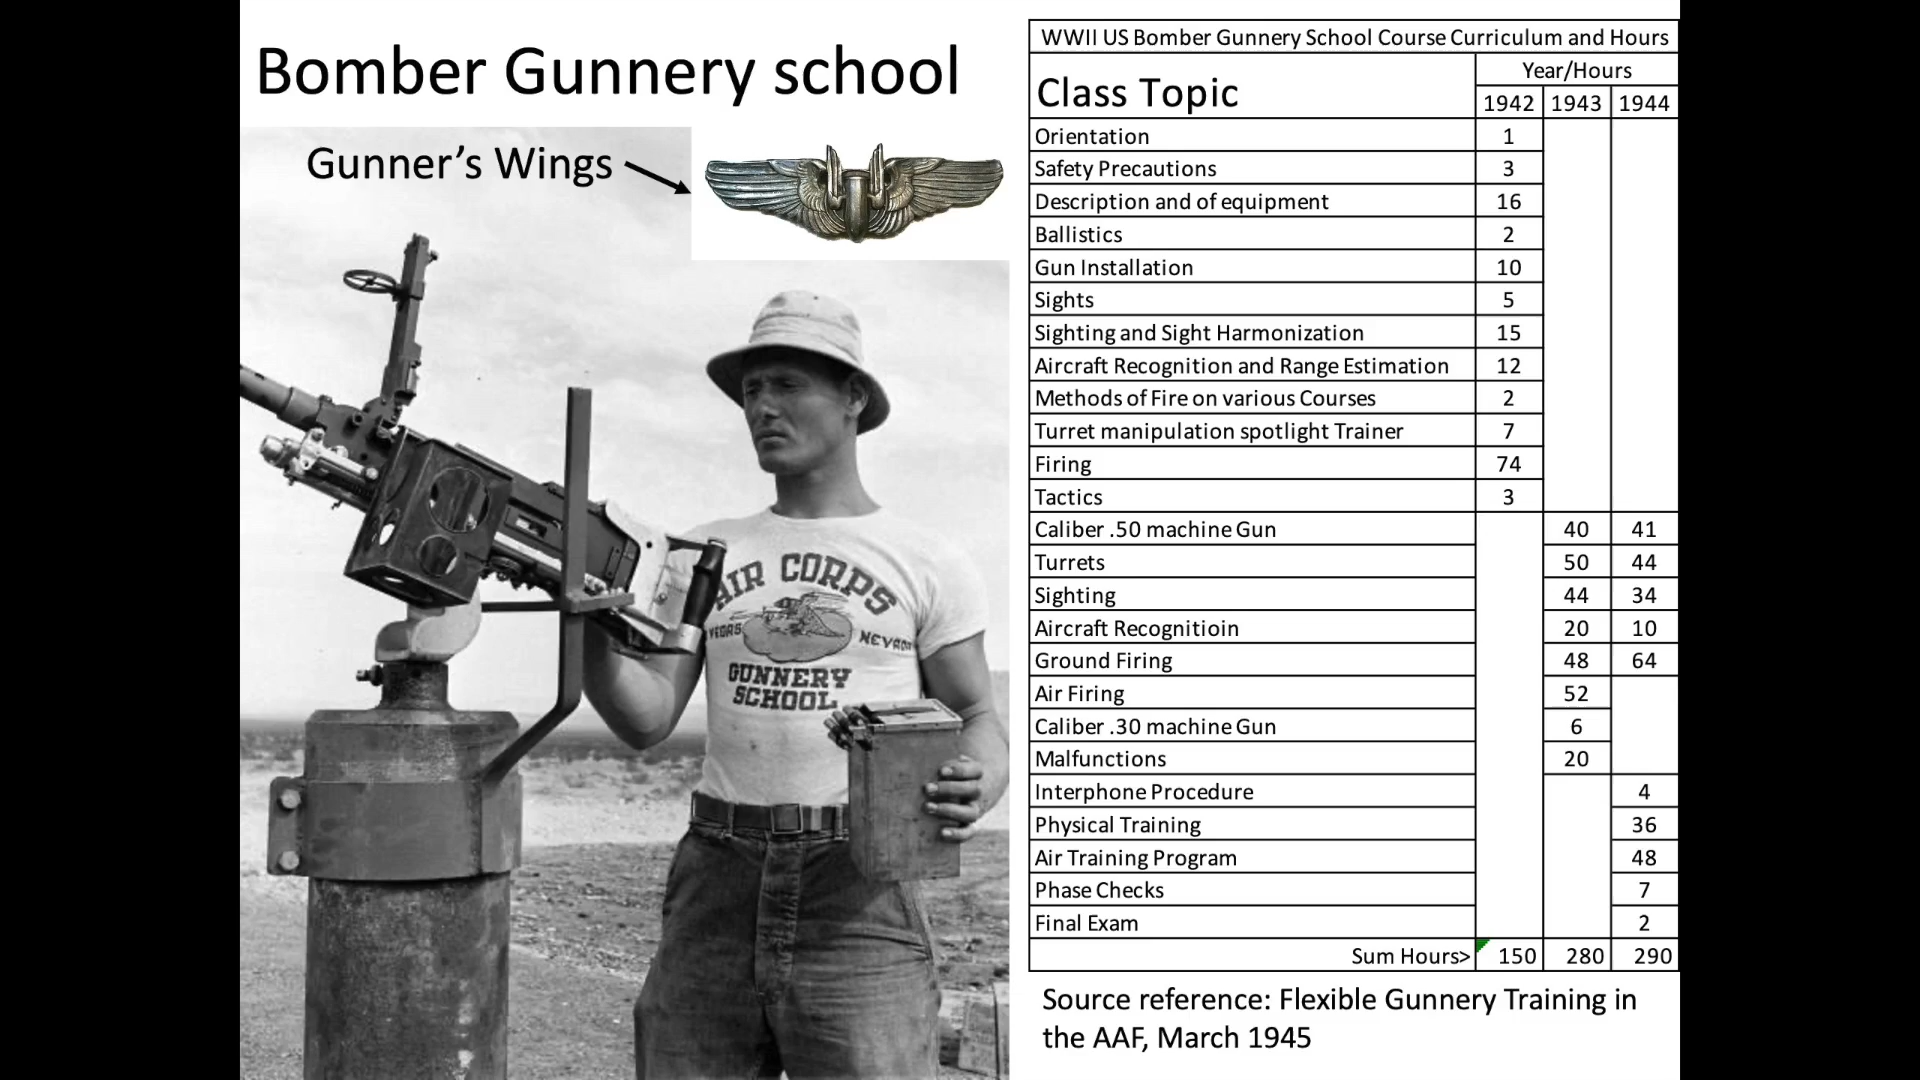 Bomber Gunnery school
Gunner's Wings
AIR CORPS
VEGAS NEVADA
GUNNERY
SCHOOL
WWII US Bomber Gunnery School Course Curriculum and Hours
Class Topic
Year/Hours
1942 1943 1944
Orientation 1
Safety Precautions 3
Description and of equipment 16
Ballistics 2
Gun Installation 10
Sights 5
Sighting and Sight Harmonization 15
Aircraft Recognition and Range Estimation 12
Methods of Fire on various Courses 2
Turret manipulation spotlight Trainer 7
Firing 74
Tactics 3
Caliber .50 machine Gun 40 41
Turrets 50 44
Sighting 44 34
Aircraft Recognitioin 20 10
Ground Firing 48 64
Air Firing 52
Caliber .30 machine Gun 6
Malfunctions 20
Interphone Procedure 4
Physical Training 36
Air Training Program 48
Phase Checks 7
Final Exam 2
Sum Hours> 150 280 290
Source reference: Flexible Gunnery Training in
the AAF, March 1945